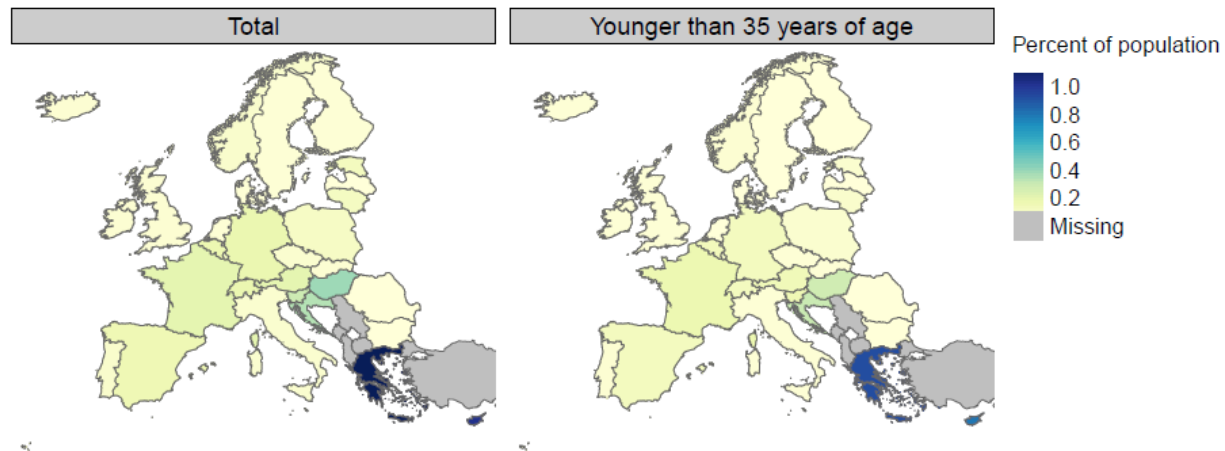 Total
Younger than 35 years of age
Percent of population
1.0
0.8
0.6
0.4
0.2
Missing